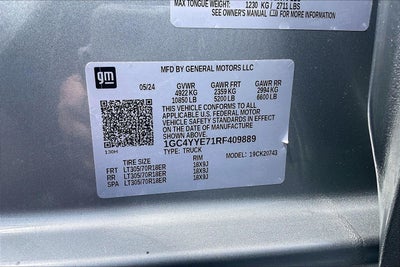 MAX TONGUE WEIGHT: 1230 KG / 2711 LBS
SEE OWNER'S MANUAL FOR MORE INFORMATION
gm
MFD BY GENERAL MOTORS LLC
05/24 GVWR GAWR FRT GAWR RR
4922 KG 2359 KG 2994 KG
10850 LB 5200 LB 6600 LB
THIS VEHICLE CONFORMS TO ALL
APPLICABLE U.S. FEDERAL MOTOR
VEHICLE SAFETY STANDARDS IN EFFECT
ON THE DATE OF MANUFACTURE SHOWN ABOVE.
1GC4YYE71RF409889
TYPE: TRUCK MODEL: 19CK20743
TIRE SIZE RIM
FRT LT305/70R18ER 18X9J
RR LT305/70R18ER 18X9J
SPA LT305/70R18ER 18X9J